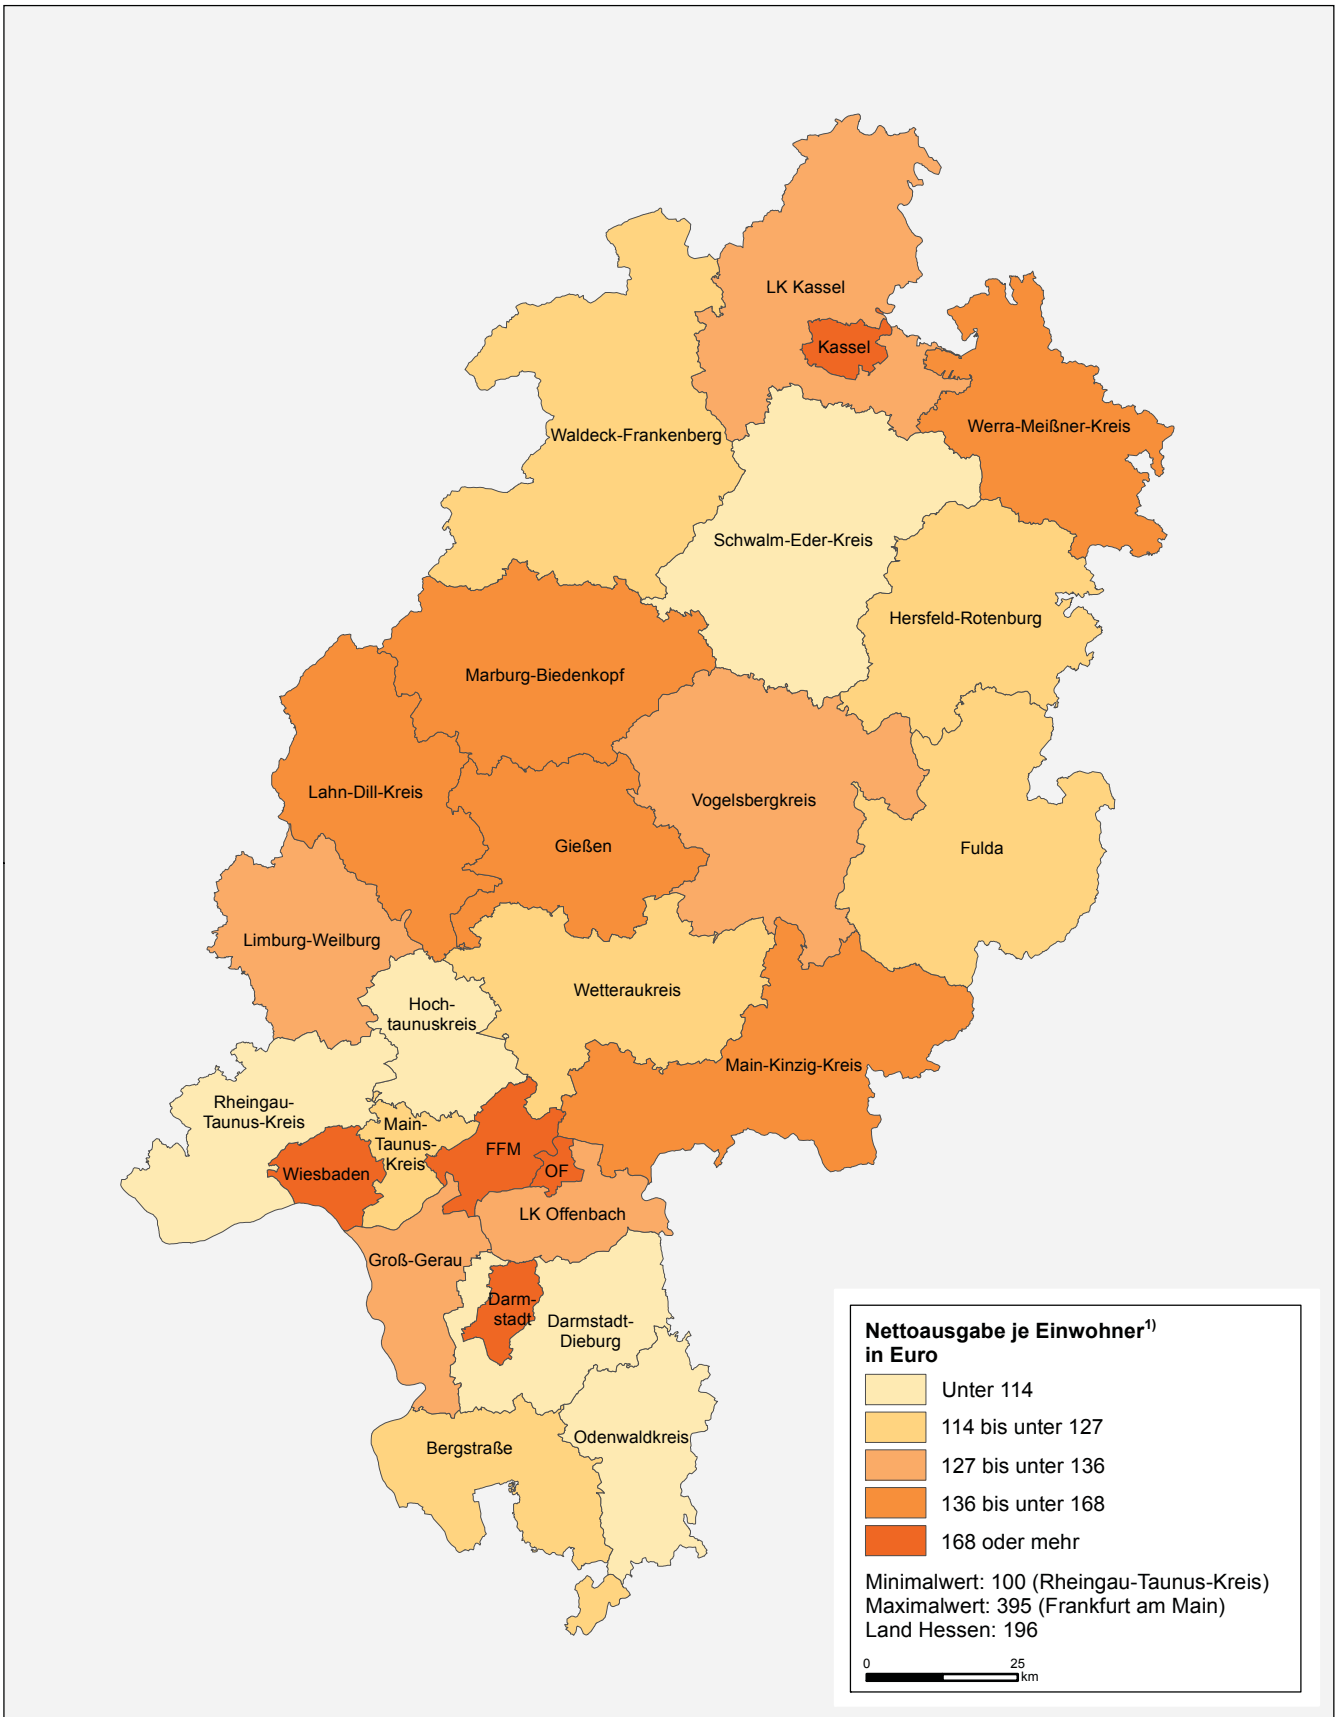 LK Kassel
Kassel
Werra-Meißner-Kreis
Waldeck-Frankenberg
Schwalm-Eder-Kreis
Hersfeld-Rotenburg
Marburg-Biedenkopf
Lahn-Dill-Kreis
Vogelsbergkreis
Gießen
Fulda
Limburg-Weilburg
Wetteraukreis
Hoch-
taunuskreis
Main-Kinzig-Kreis
Rheingau-
Taunus-Kreis
Main-
Taunus-
Kreis
FFM
OF
Wiesbaden
LK Offenbach
Groß-Gerau
Darm-
stadt
Darmstadt-
Dieburg
Odenwaldkreis
Bergstraße
Nettoausgabe je Einwohner1)
in Euro
Unter 114
114 bis unter 127
127 bis unter 136
136 bis unter 168
168 oder mehr
Minimalwert: 100 (Rheingau-Taunus-Kreis)
Maximalwert: 395 (Frankfurt am Main)
Land Hessen: 196
0 25
km